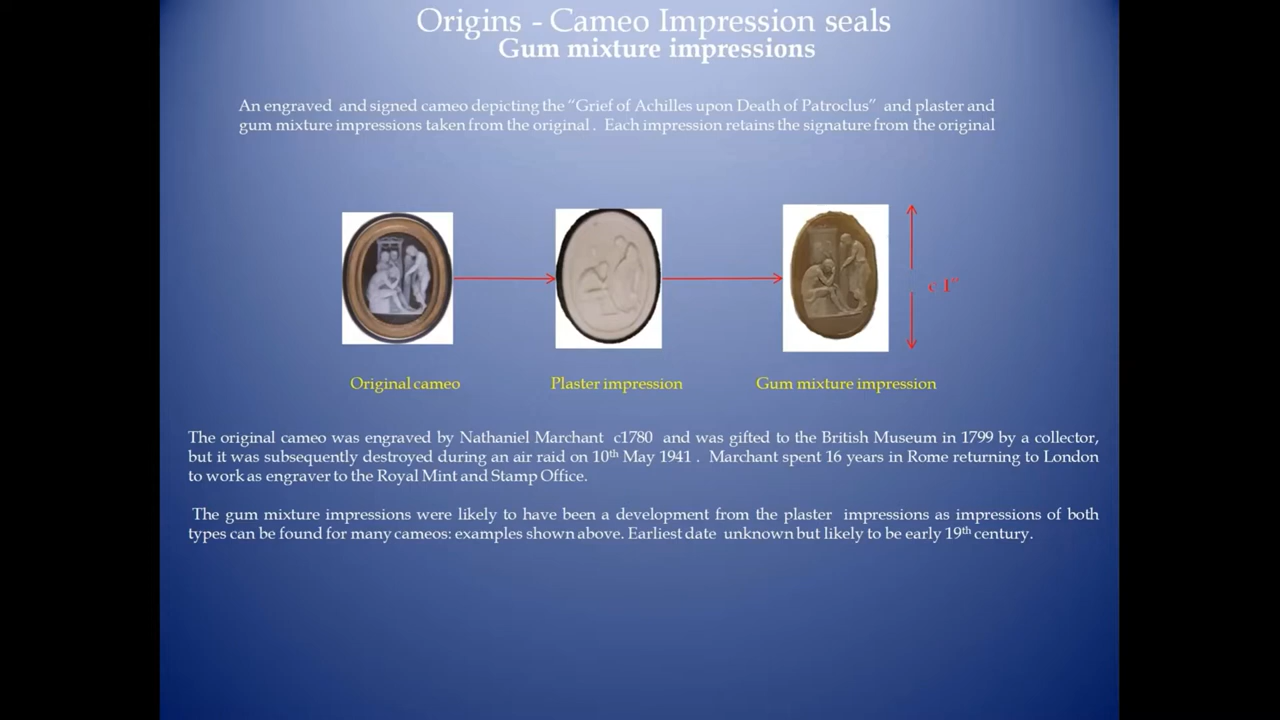 Origins - Cameo Impression seals
Gum mixture impressions
An engraved and signed cameo depicting the “Grief of Achilles upon Death of Patroclus” and plaster and
gum mixture impressions taken from the original . Each impression retains the signature from the original
c 1”
Original cameo
Plaster impression
Gum mixture impression
The original cameo was engraved by Nathaniel Marchant c1780 and was gifted to the British Museum in 1799 by a collector,
but it was subsequently destroyed during an air raid on 10th May 1941 . Marchant spent 16 years in Rome returning to London
to work as engraver to the Royal Mint and Stamp Office.
The gum mixture impressions were likely to have been a development from the plaster impressions as impressions of both
types can be found for many cameos: examples shown above. Earliest date unknown but likely to be early 19th century.